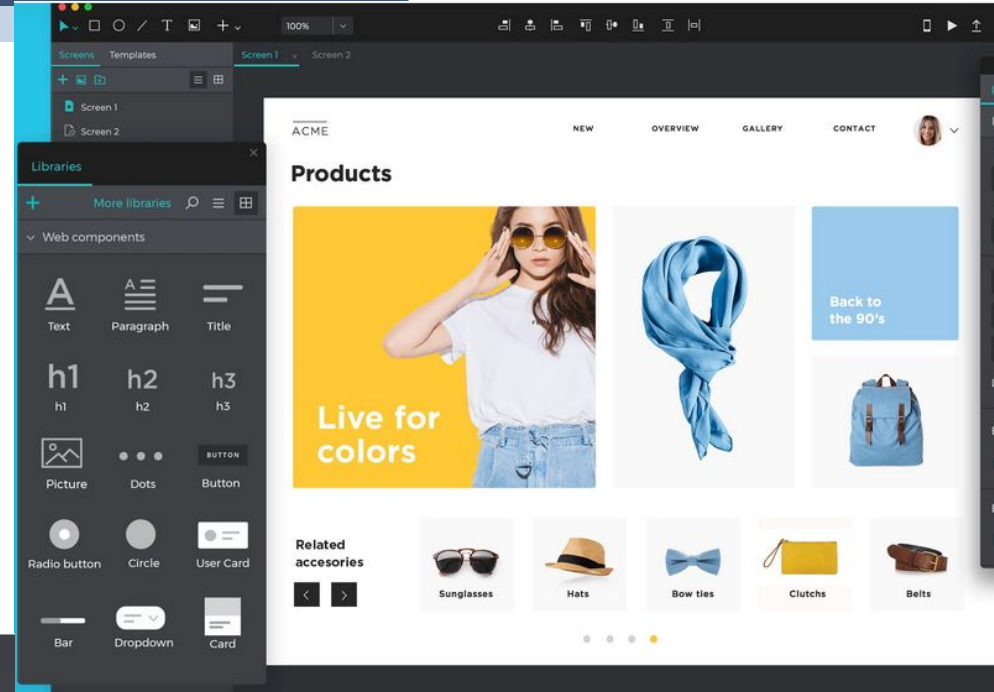 100%
Screens Templates
Screen 1 × Screen 2
Screen 1
Screen 2
Libraries
More libraries
Web components
A A
Text Paragraph Title
h1 h2 h3
h1 h2 h3
BUTTON
Picture Dots Button
Radio button Circle User Card
Bar Dropdown Card
ACME
NEW OVERVIEW GALLERY CONTACT
Products
Live for
colors
Back to
the 90's
Related
accesories
Sunglasses Hats Bow ties Clutchs Belts